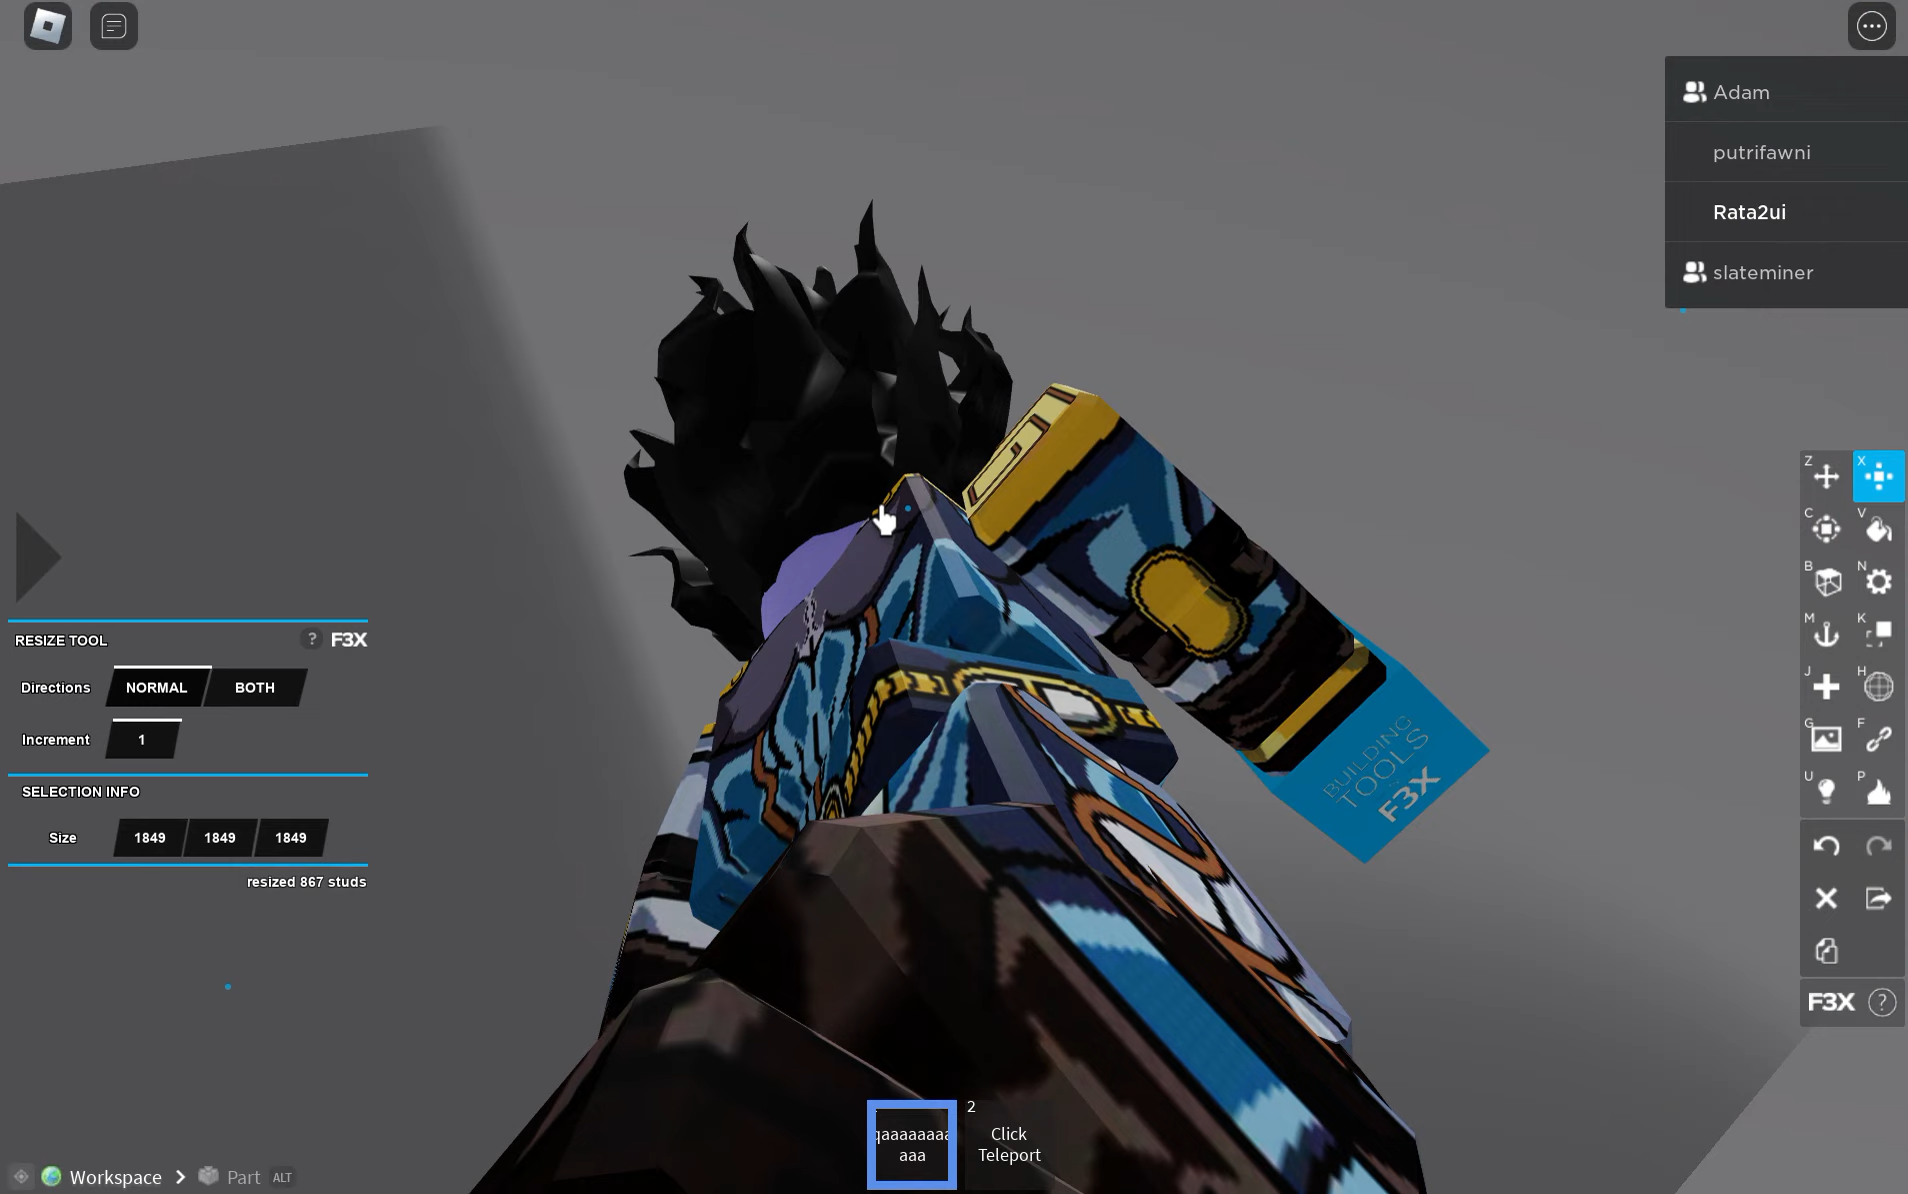 Adam
putrifawni
Rata2ui
slateminer
Z X
C V
B N
M K
J H
G F
U P
F3X ?
RESIZE TOOL ? F3X
Directions NORMAL BOTH
Increment 1
SELECTION INFO
Size 1849 1849 1849
resized 867 studs
BUILDING
TOOLS
F3X
qaaaaaaaa
aaa
2
Click
Teleport
Workspace > Part ALT